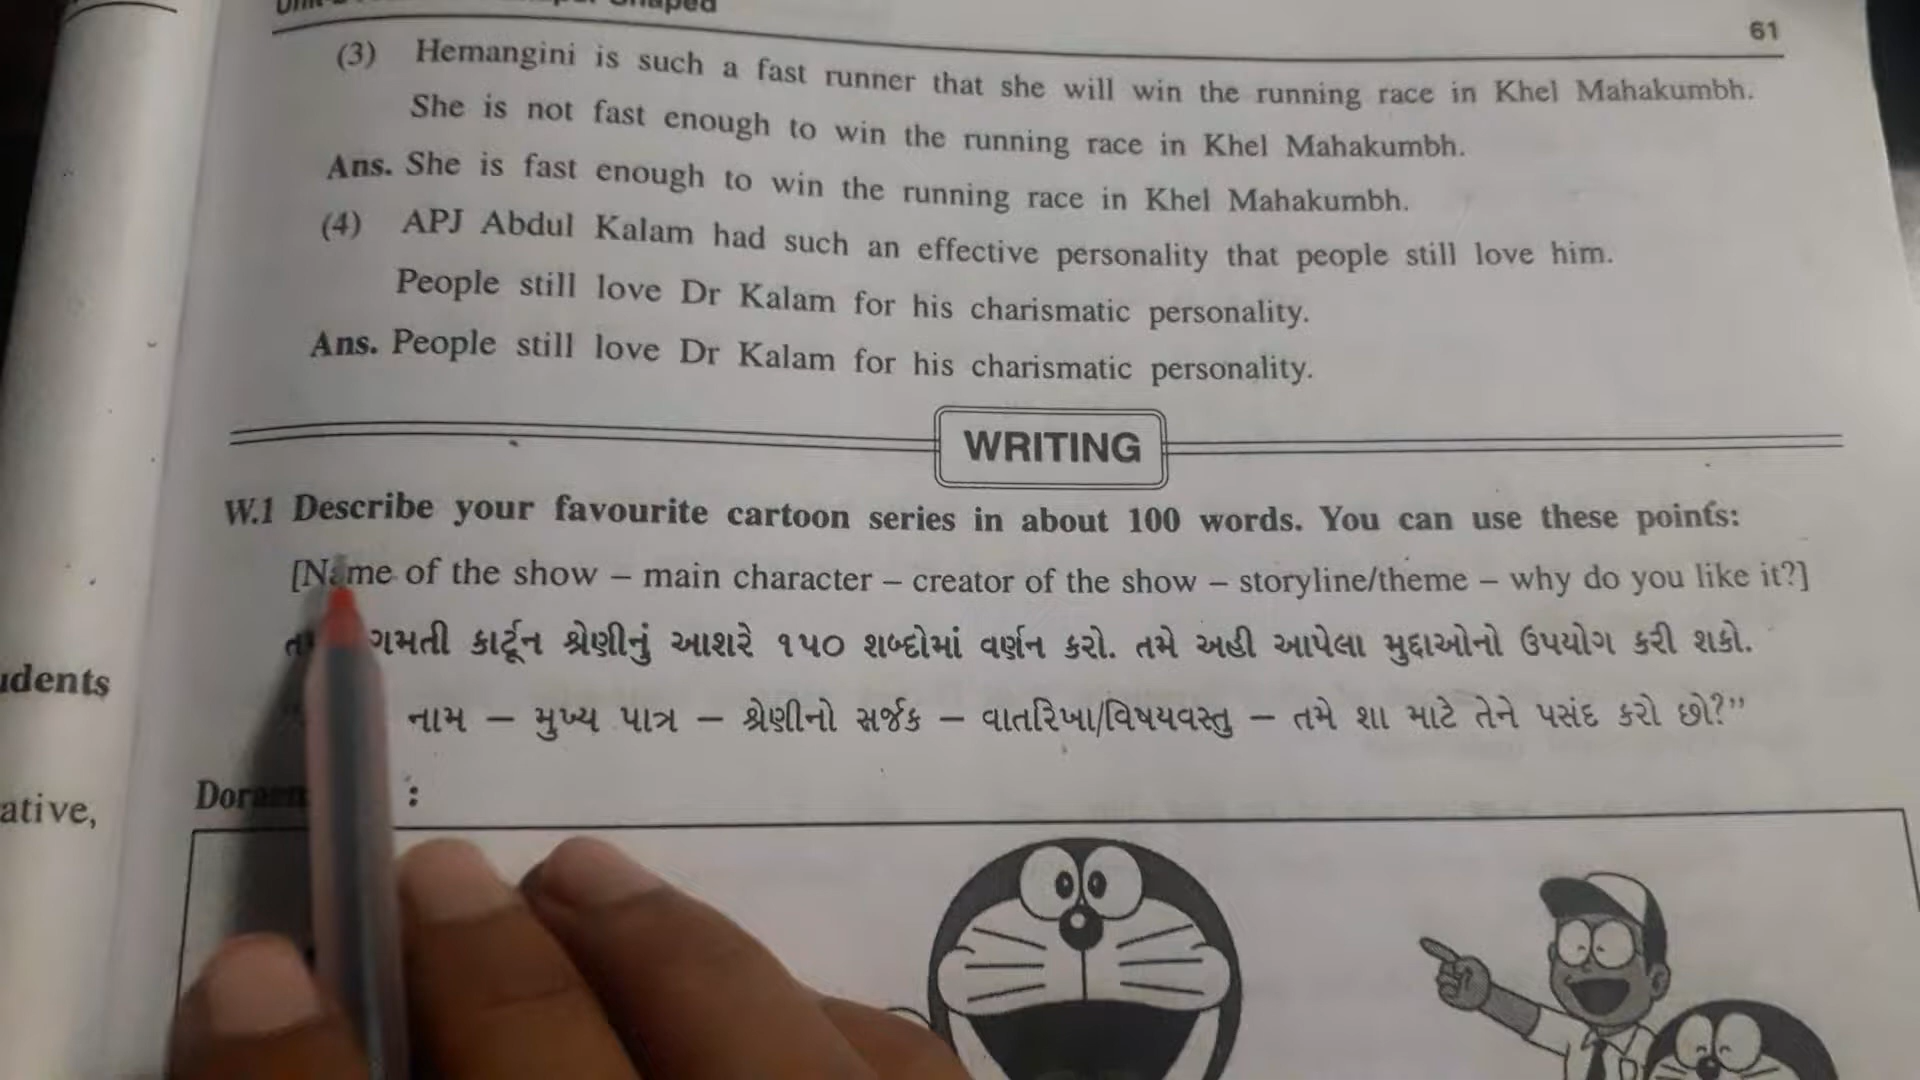 Shaped
61
(3) Hemangini is such a fast runner that she will win the running race in Khel Mahakumbh.
She is not fast enough to win the running race in Khel Mahakumbh.
Ans. She is fast enough to win the running race in Khel Mahakumbh.
(4) APJ Abdul Kalam had such an effective personality that people still love him.
People still love Dr Kalam for his charismatic personality.
Ans. People still love Dr Kalam for his charismatic personality.
WRITING
W.1 Describe your favourite cartoon series in about 100 words. You can use these points:
[Name of the show – main character – creator of the show – storyline/theme – why do you like it?]
ગમતી કાર્ટૂન શ્રેણીનું આશરે ૧૫૦ શબ્દોમાં વર્ણન કરો. તમે અહી આપેલા મુદ્દાઓનો ઉપયોગ કરી શકો.
udents
નામ – મુખ્ય પાત્ર – શ્રેણીનો સર્જક – વાતરિખા/વિષયવસ્તુ – તમે શા માટે તેને પસંદ કરો છો?”
ative,